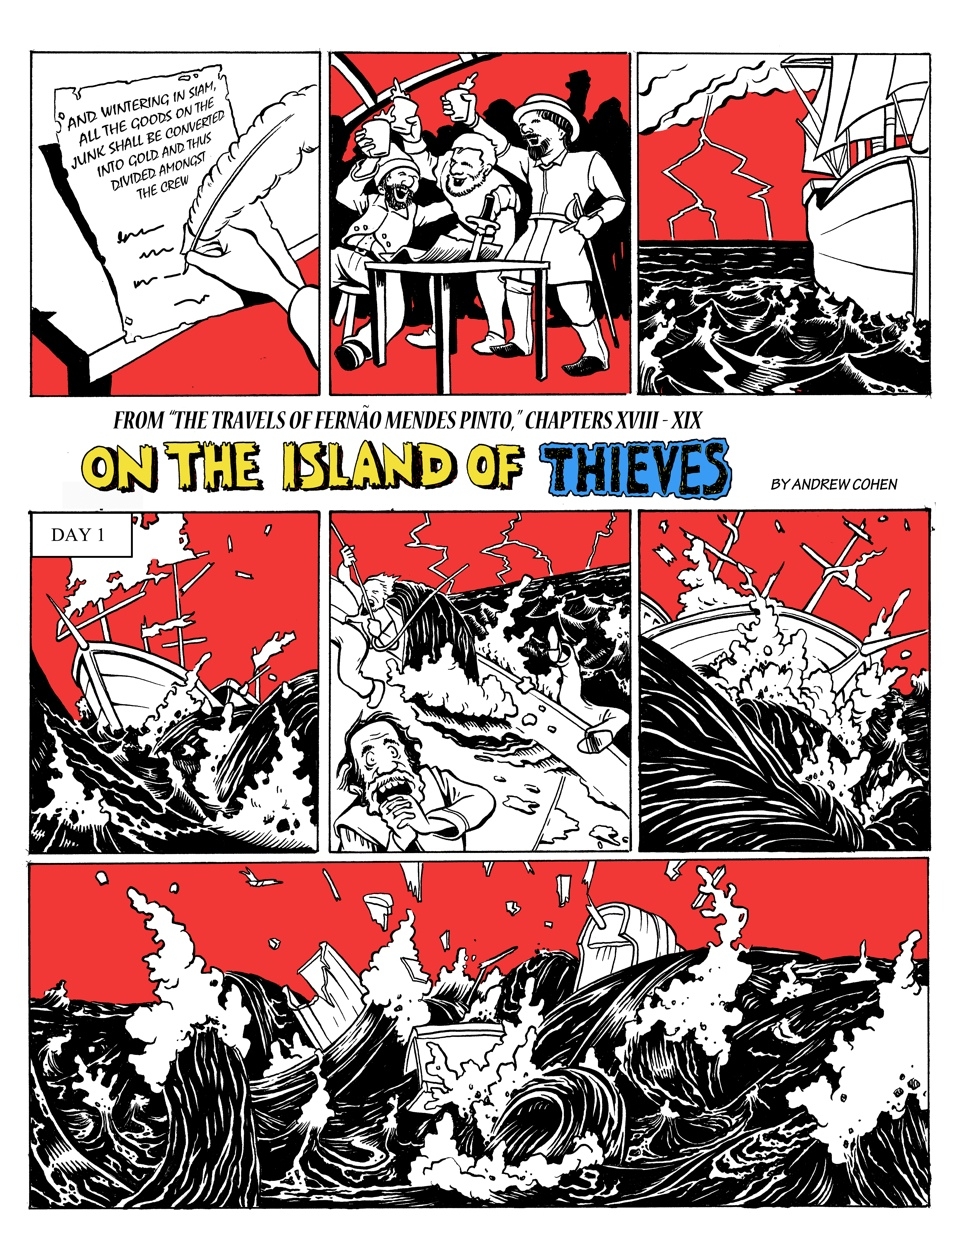 AND WINTERING IN SIAM,
ALL THE GOODS ON THE
JUNK SHALL BE CONVERTED
INTO GOLD AND THUS
DIVIDED AMONGST
THE CREW
FROM “THE TRAVELS OF FERNÃO MENDES PINTO,” CHAPTERS XVIII - XIX
ON THE ISLAND OF THIEVES
BY ANDREW COHEN
DAY 1